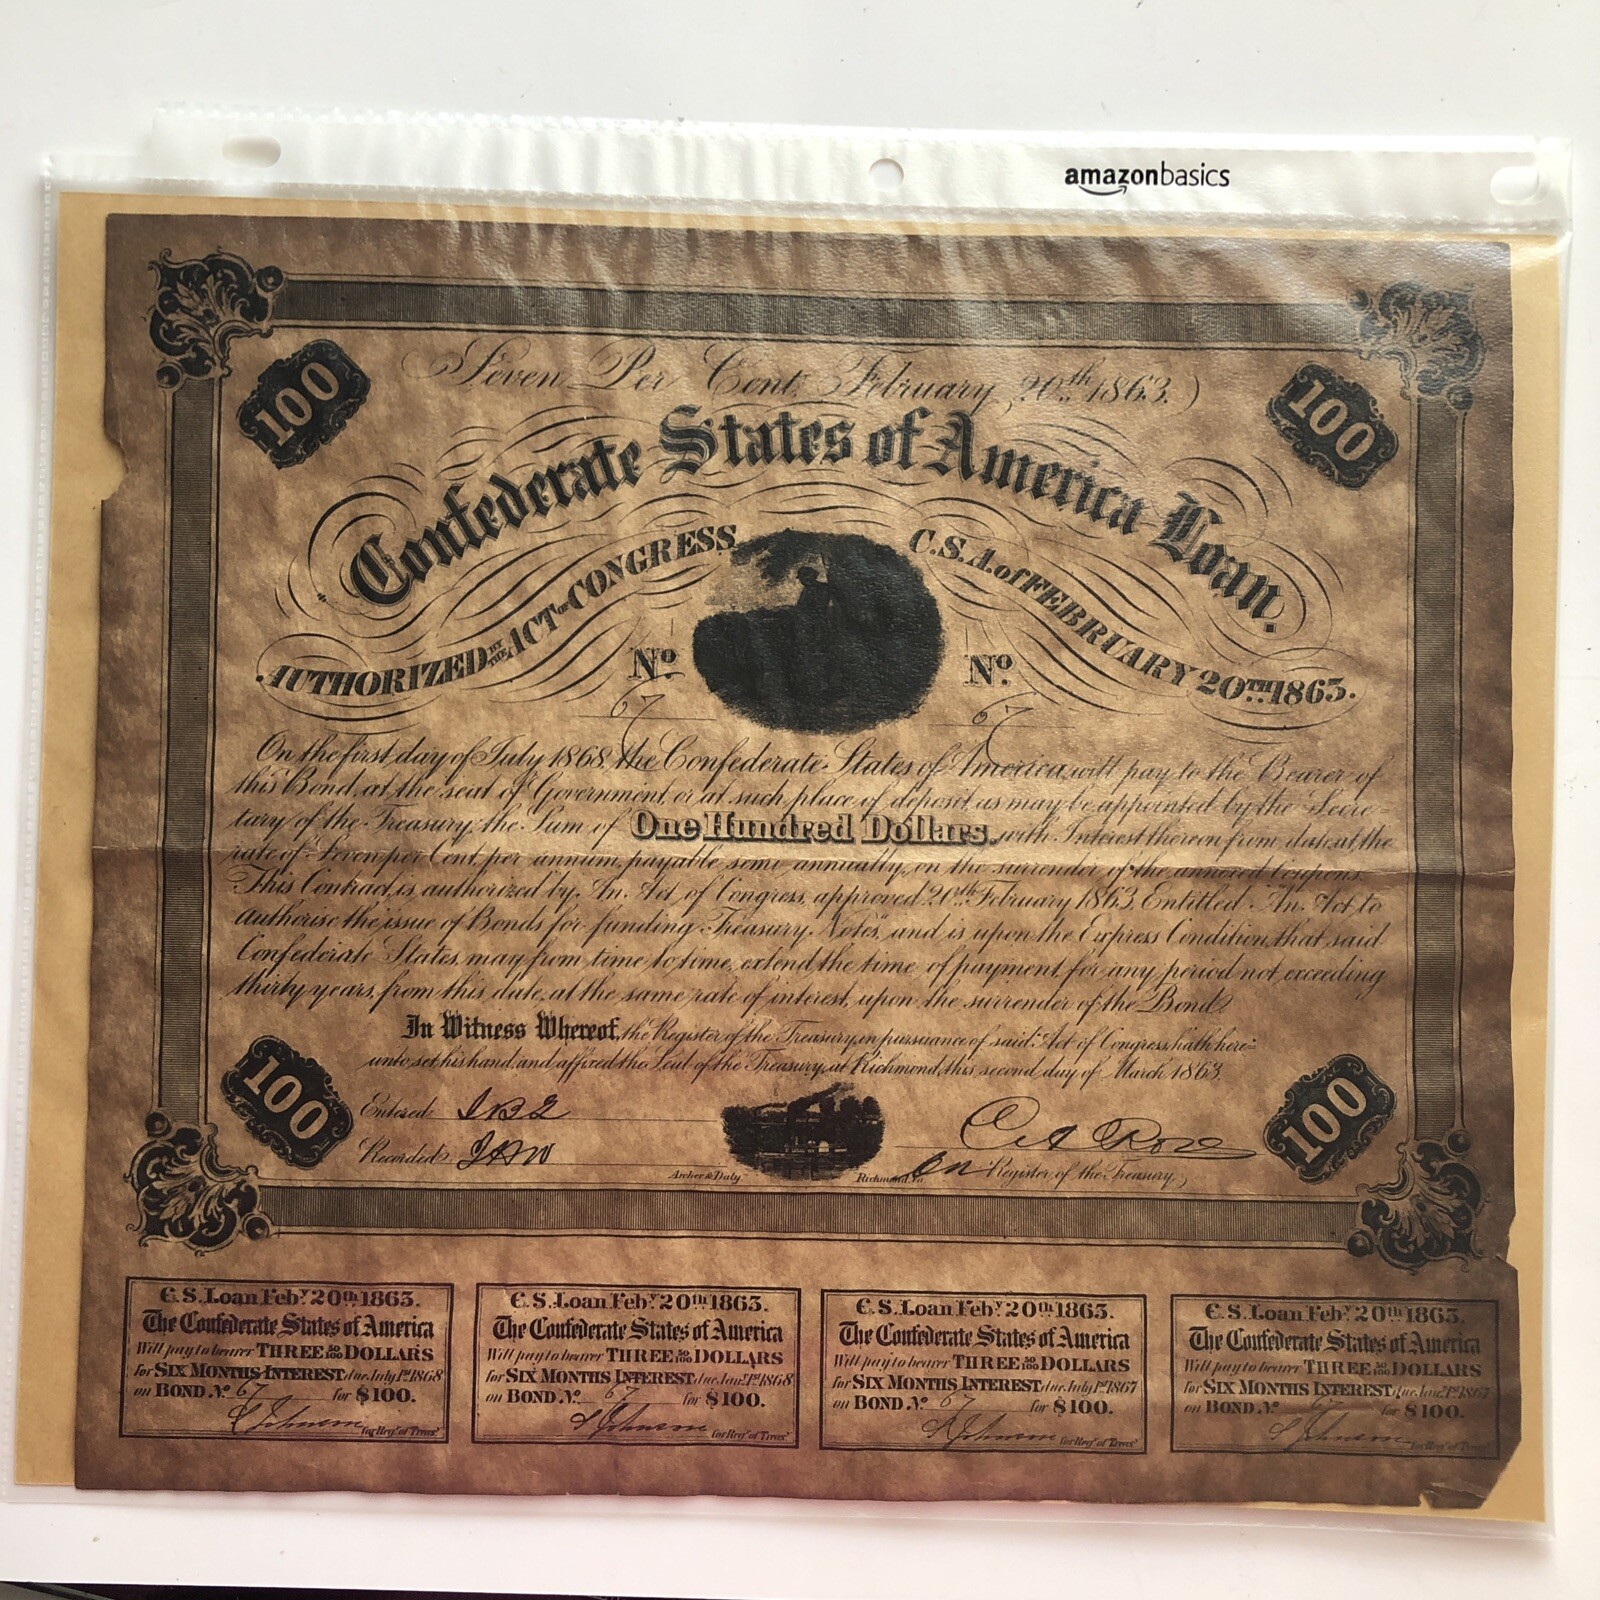 amazonbasics
100
100
Seven Per Cent. February 20th 1863.)
Confederate States of America Loan.
AUTHORIZED BY THE ACT OF CONGRESS C.S.A. of FEBRUARY 20TH 1863.
No. No.
67 67
On the first day of July 1868, the Confederate States of America will pay to the Bearer of
this Bond, at the seat of Government, or at such place of deposit, as may be appointed by the Secre-
tary of the Treasury, the Sum of One Hundred Dollars. with Interest thereon from date, at the
rate of Seven per Cent, per annum, payable semi annually, on the surrender of the annexed Coupons.
This Contract, is authorized by An Act of Congress, approved 20th February 1863, Entitled "An Act to
authorise the issue of Bonds for funding Treasury Notes", and is upon the Express Condition, that said
Confederate States, may from time to time, extend the time of payment, for any period not exceeding
thirty years, from this date, at the same rate of interest, upon the surrender of the Bond.
In Witness Whereof, the Register of the Treasury, in pursuance of said Act of Congress, hath here-
unto set his hand, and affixed the Seal of the Treasury, at Richmond, this second day of March 1863.
100
100
Entered
Recorded
Archer & Daly Richmond, Va. Register of the Treasury,
C.S. Loan Feby. 20th 1863.
The Confederate States of America
Will pay to bearer THREE 50/100 DOLLARS
for SIX MONTHS INTEREST due July 1st 1868
on BOND No. 67 for $100.
S Johnson for Reg. of Treas.
C.S. Loan Feby. 20th 1863.
The Confederate States of America
Will pay to bearer THREE 50/100 DOLLARS
for SIX MONTHS INTEREST due Jan. 1st 1868
on BOND No. 67 for $100.
S Johnson for Reg. of Treas.
C.S. Loan Feby. 20th 1863.
The Confederate States of America
Will pay to bearer THREE 50/100 DOLLARS
for SIX MONTHS INTEREST due July 1st 1867
on BOND No. 67 for $100.
S Johnson for Reg. of Treas.
C.S. Loan Feby. 20th 1863.
The Confederate States of America
Will pay to bearer THREE 50/100 DOLLARS
for SIX MONTHS INTEREST due Jan. 1st 1867
on BOND No. 67 for $100.
S Johnson for Reg. of Treas.